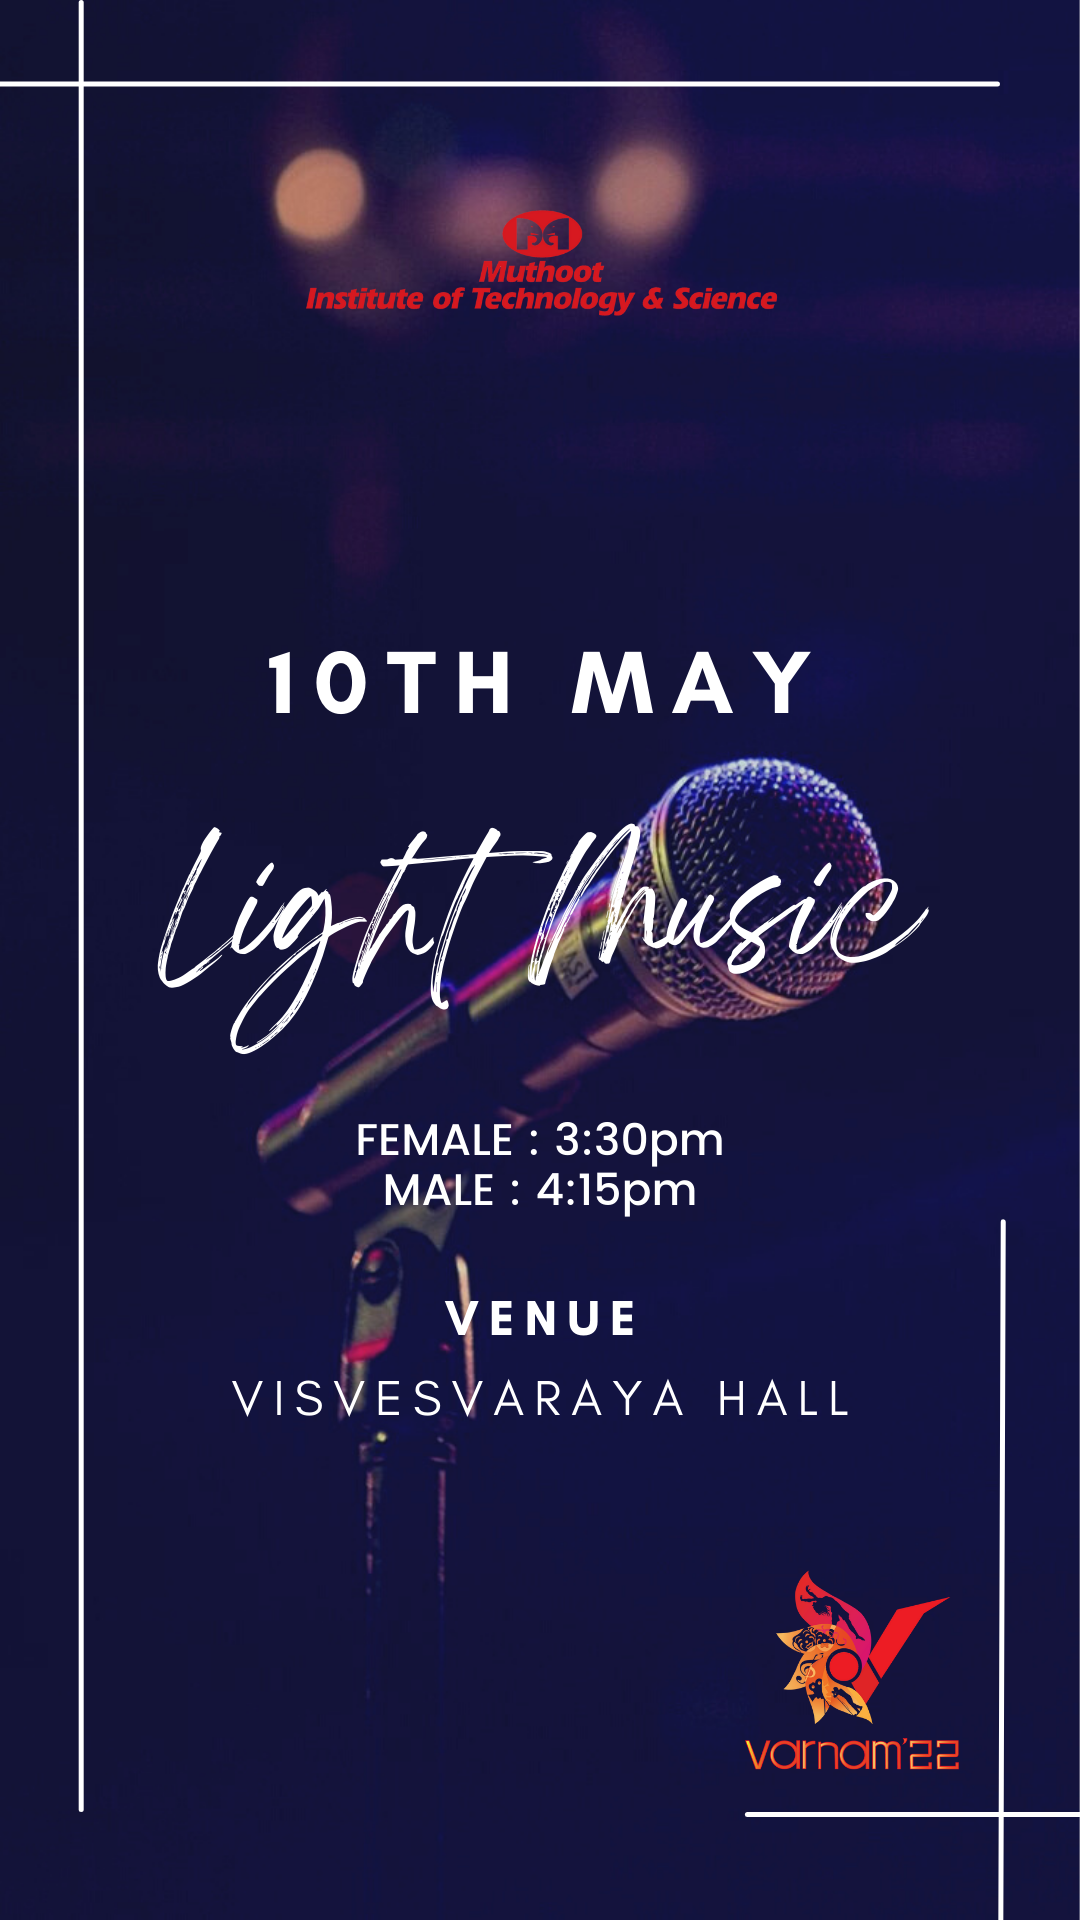 Muthoot
Institute of Technology & Science
10TH MAY
Light Music
FEMALE : 3:30pm
MALE : 4:15pm
VENUE
VISVESVARAYA HALL
varnam'22